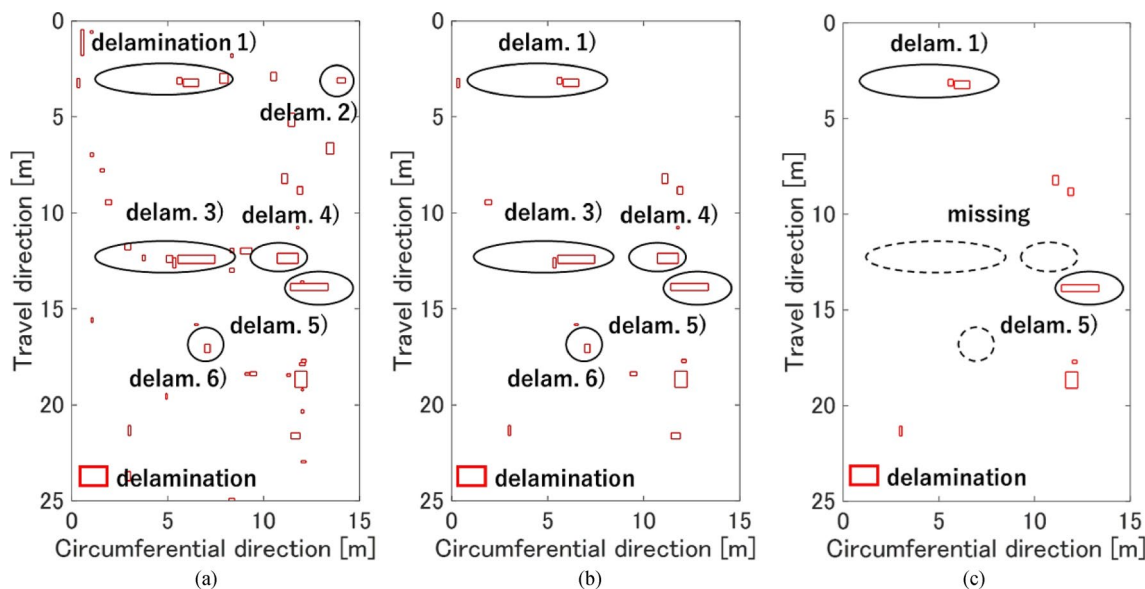 0
5
10
15
20
25
0
5
10
15
Travel direction [m]
Circumferential direction [m]
delamination 1)
delam. 2)
delam. 3)
delam. 4)
delam. 5)
delam. 6)
delamination
(a)
0
5
10
15
20
25
0
5
10
15
Travel direction [m]
Circumferential direction [m]
delam. 1)
delam. 3)
delam. 4)
delam. 5)
delam. 6)
delamination
(b)
0
5
10
15
20
25
0
5
10
15
Travel direction [m]
Circumferential direction [m]
delam. 1)
missing
delam. 5)
delamination
(c)